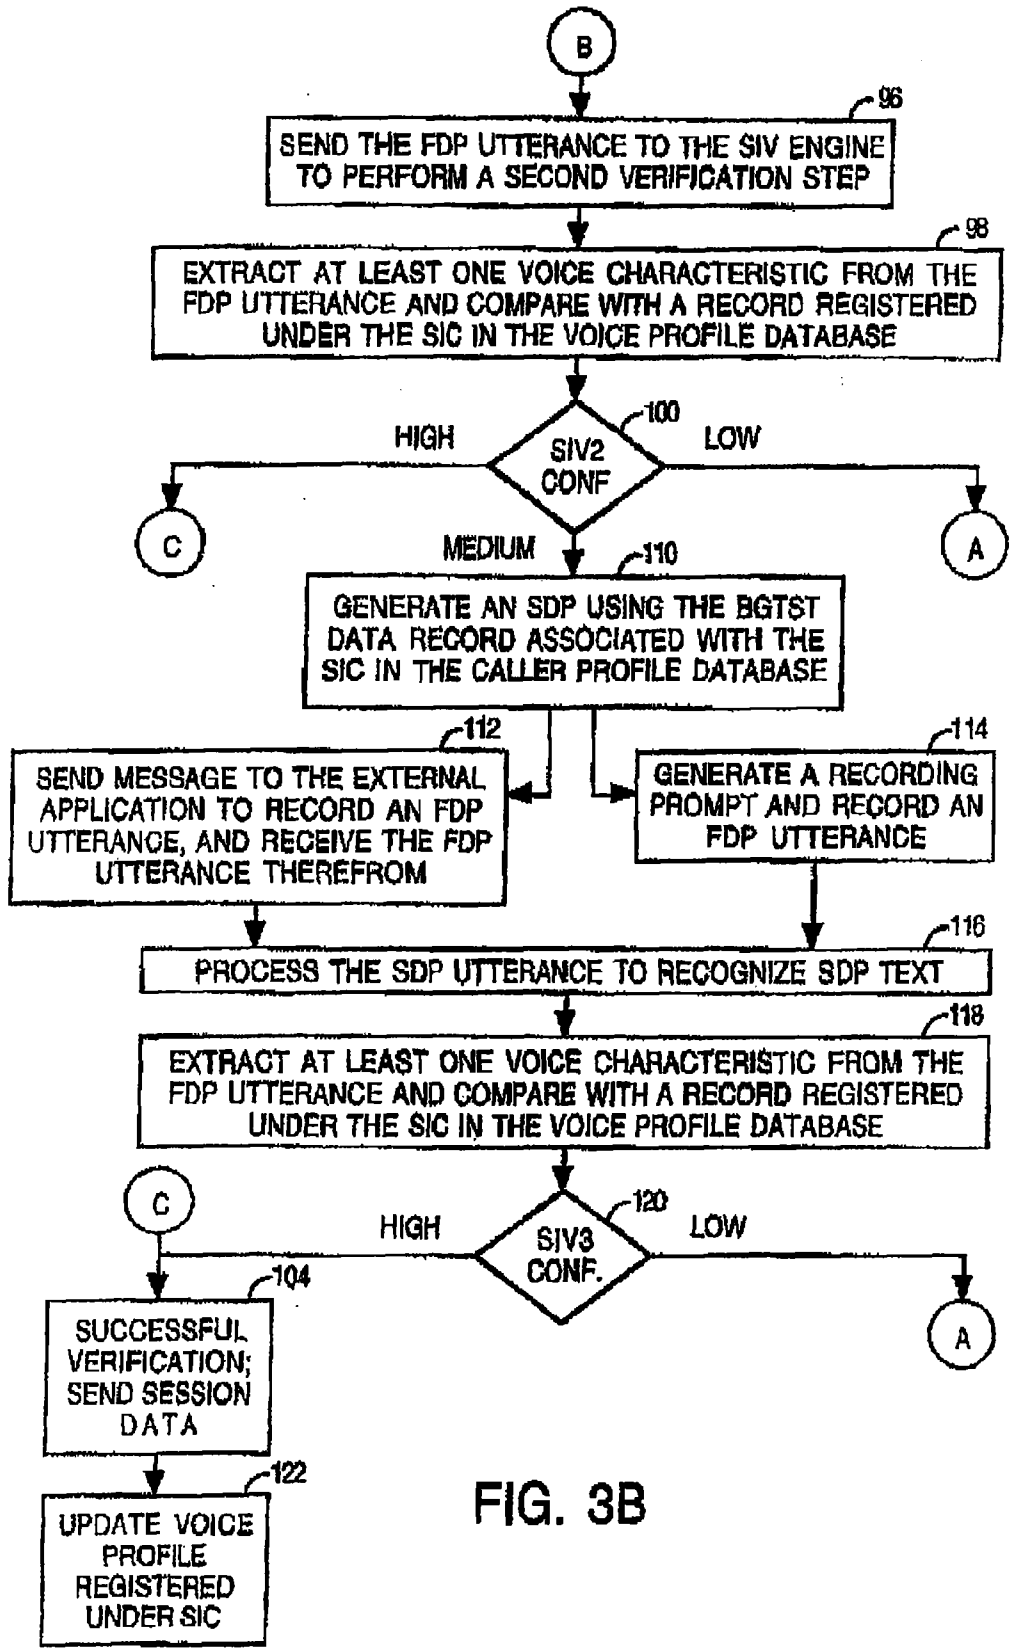 B
96
SEND THE FDP UTTERANCE TO THE SIV ENGINE
TO PERFORM A SECOND VERIFICATION STEP
98
EXTRACT AT LEAST ONE VOICE CHARACTERISTIC FROM THE
FDP UTTERANCE AND COMPARE WITH A RECORD REGISTERED
UNDER THE SIC IN THE VOICE PROFILE DATABASE
100
HIGH
SIV2
CONF
LOW
C
A
MEDIUM
110
GENERATE AN SDP USING THE BGTST
DATA RECORD ASSOCIATED WITH THE
SIC IN THE CALLER PROFILE DATABASE
112
SEND MESSAGE TO THE EXTERNAL
APPLICATION TO RECORD AN FDP
UTTERANCE, AND RECEIVE THE FDP
UTTERANCE THEREFROM
114
GENERATE A RECORDING
PROMPT AND RECORD AN
FDP UTTERANCE
116
PROCESS THE SDP UTTERANCE TO RECOGNIZE SDP TEXT
118
EXTRACT AT LEAST ONE VOICE CHARACTERISTIC FROM THE
FDP UTTERANCE AND COMPARE WITH A RECORD REGISTERED
UNDER THE SIC IN THE VOICE PROFILE DATABASE
C
120
HIGH
SIV3
CONF.
LOW
A
104
SUCCESSFUL
VERIFICATION;
SEND SESSION
DATA
122
UPDATE VOICE
PROFILE
REGISTERED
UNDER SIC
FIG. 3B